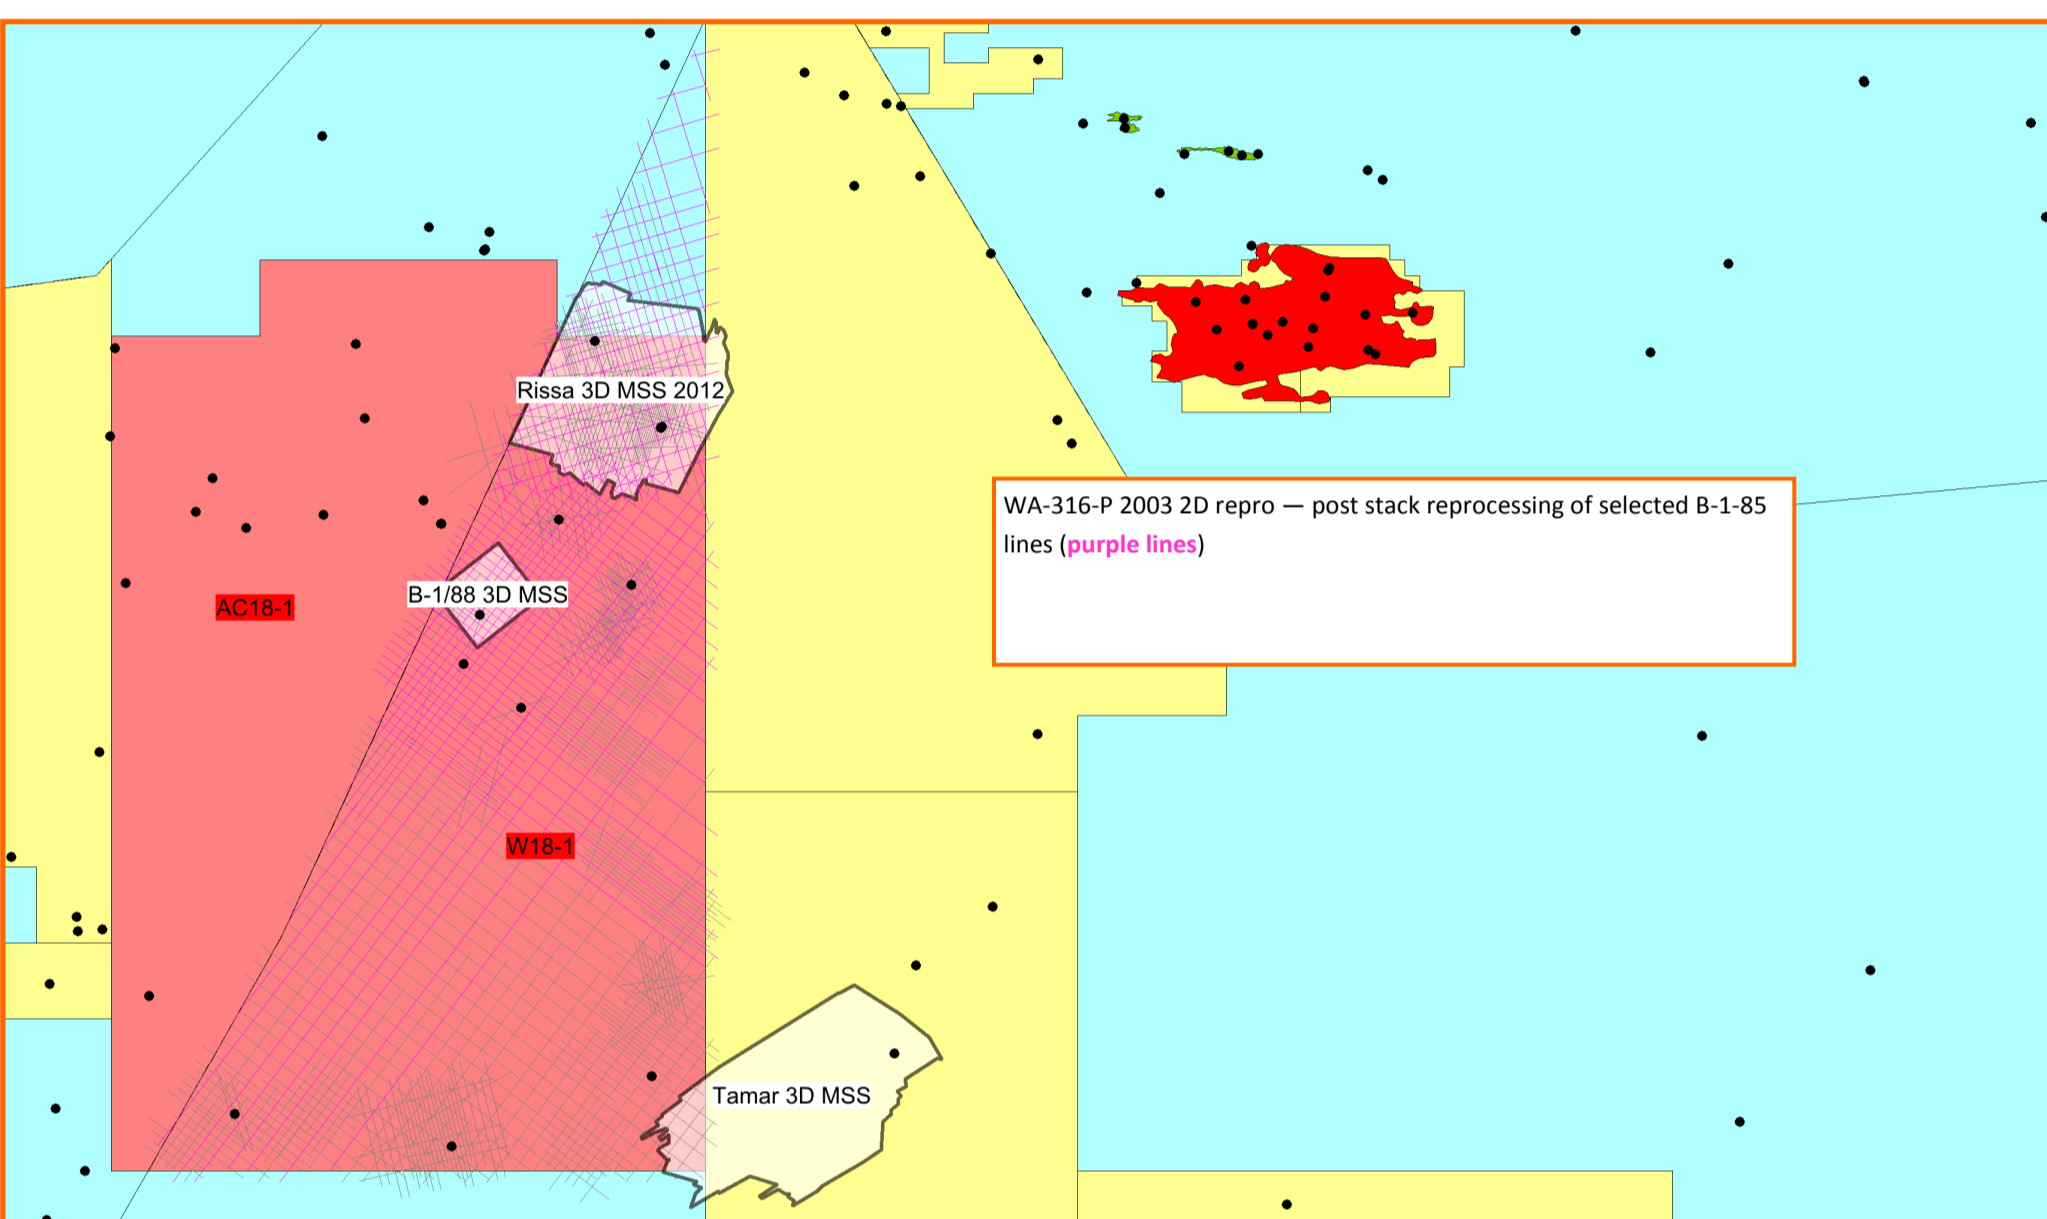 Rissa 3D MSS 2012
WA-316-P 2003 2D repro — post stack reprocessing of selected B-1-85
lines (purple lines)
B-1/88 3D MSS
AC18-1
W18-1
Tamar 3D MSS